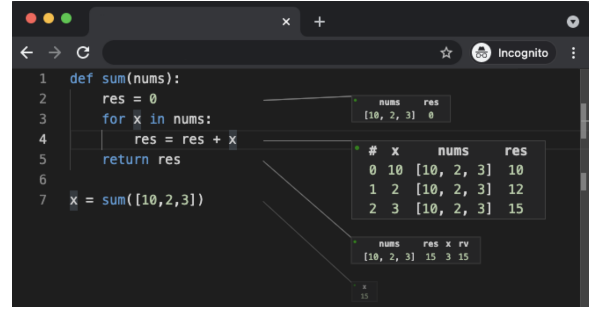 Incognito
1 def sum(nums):
2 res = 0
3 for x in nums:
4 res = res + x
5 return res
6
7 x = sum([10,2,3])
nums res
[10, 2, 3] 0
# x nums res
0 10 [10, 2, 3] 10
1 2 [10, 2, 3] 12
2 3 [10, 2, 3] 15
nums res x rv
[10, 2, 3] 15 3 15
x
15